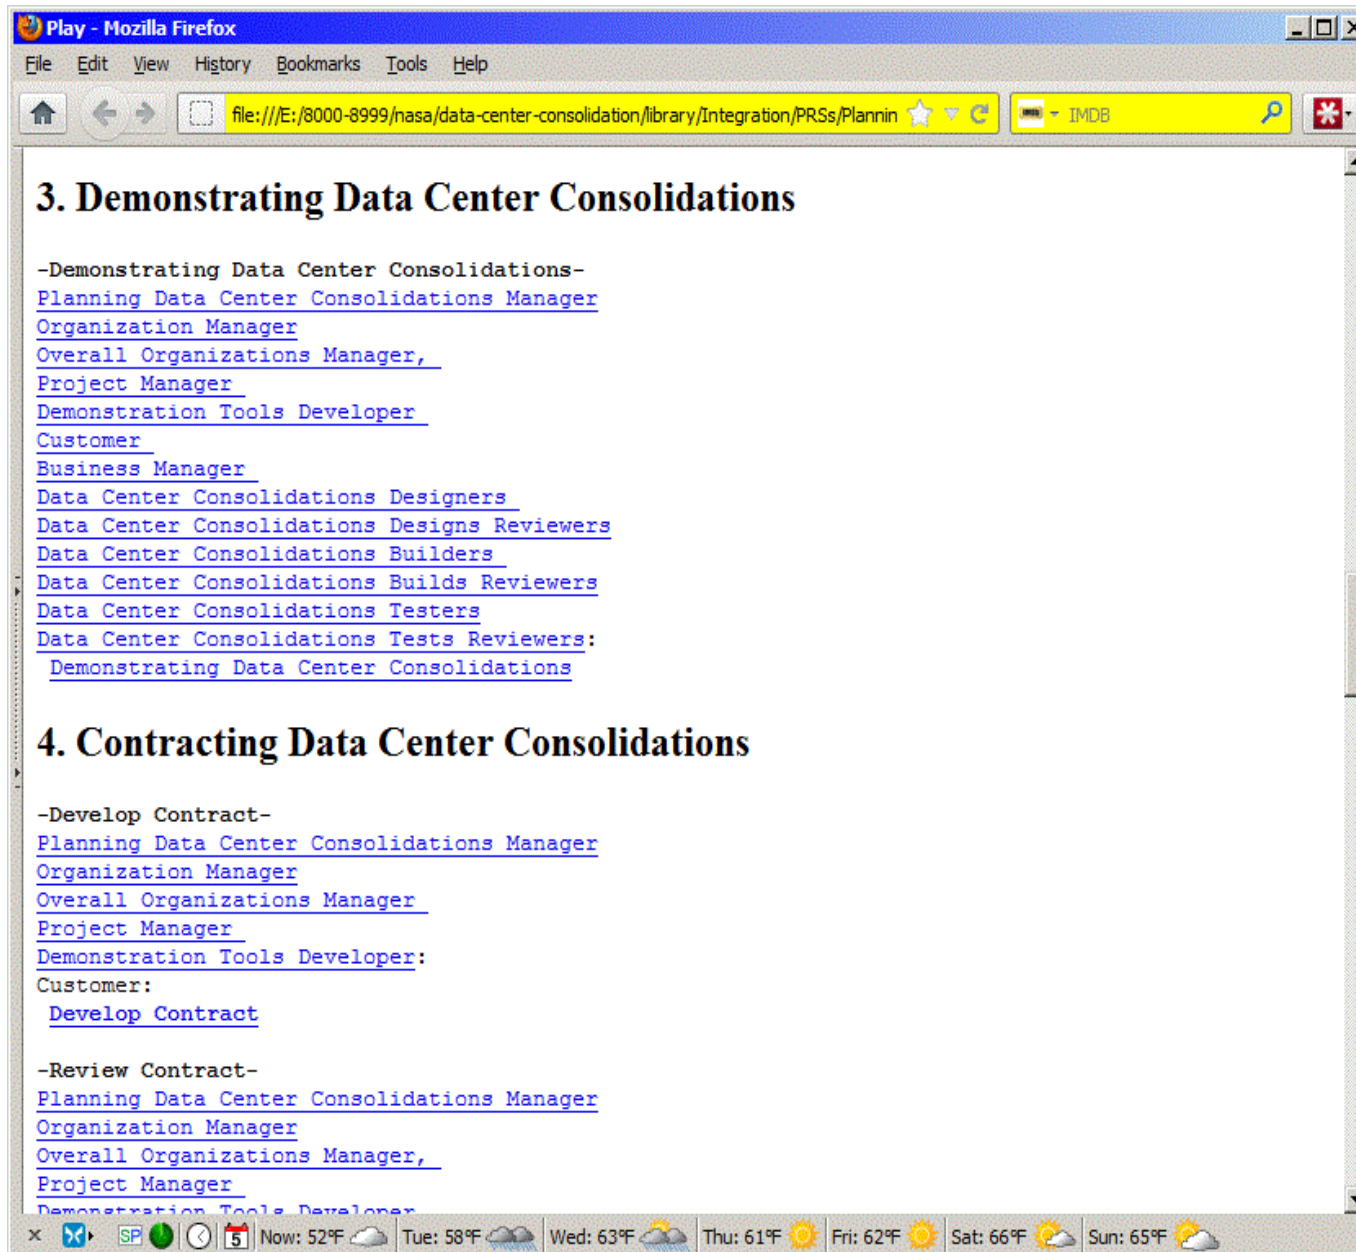 Play - Mozilla Firefox
File Edit View History Bookmarks Tools Help
file:///E:/8000-8999/nasa/data-center-consolidation/library/Integration/PRSs/Plannin IMDB
3. Demonstrating Data Center Consolidations
-Demonstrating Data Center Consolidations-
Planning Data Center Consolidations Manager
Organization Manager
Overall Organizations Manager,
Project Manager
Demonstration Tools Developer
Customer
Business Manager
Data Center Consolidations Designers
Data Center Consolidations Designs Reviewers
Data Center Consolidations Builders
Data Center Consolidations Builds Reviewers
Data Center Consolidations Testers
Data Center Consolidations Tests Reviewers:
Demonstrating Data Center Consolidations
4. Contracting Data Center Consolidations
-Develop Contract-
Planning Data Center Consolidations Manager
Organization Manager
Overall Organizations Manager
Project Manager
Demonstration Tools Developer:
Customer:
Develop Contract
-Review Contract-
Planning Data Center Consolidations Manager
Organization Manager
Overall Organizations Manager,
Project Manager
Demonstration Tools Developer
SP 5 Now: 52°F Tue: 58°F Wed: 63°F Thu: 61°F Fri: 62°F Sat: 66°F Sun: 65°F